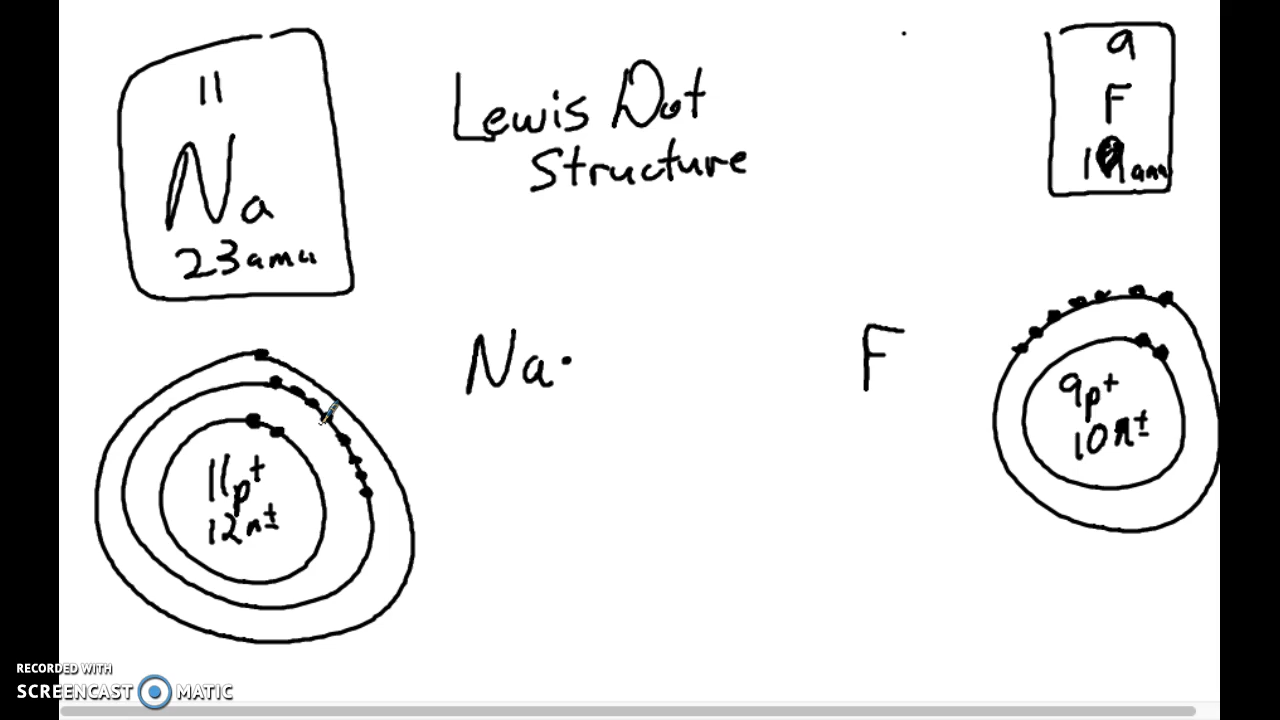 11
Na
23amu
Lewis Dot
Structure
9
F
19amu
Na·
F
11p+
12n±
9p+
10n±
RECORDED WITH
SCREENCAST MATIC